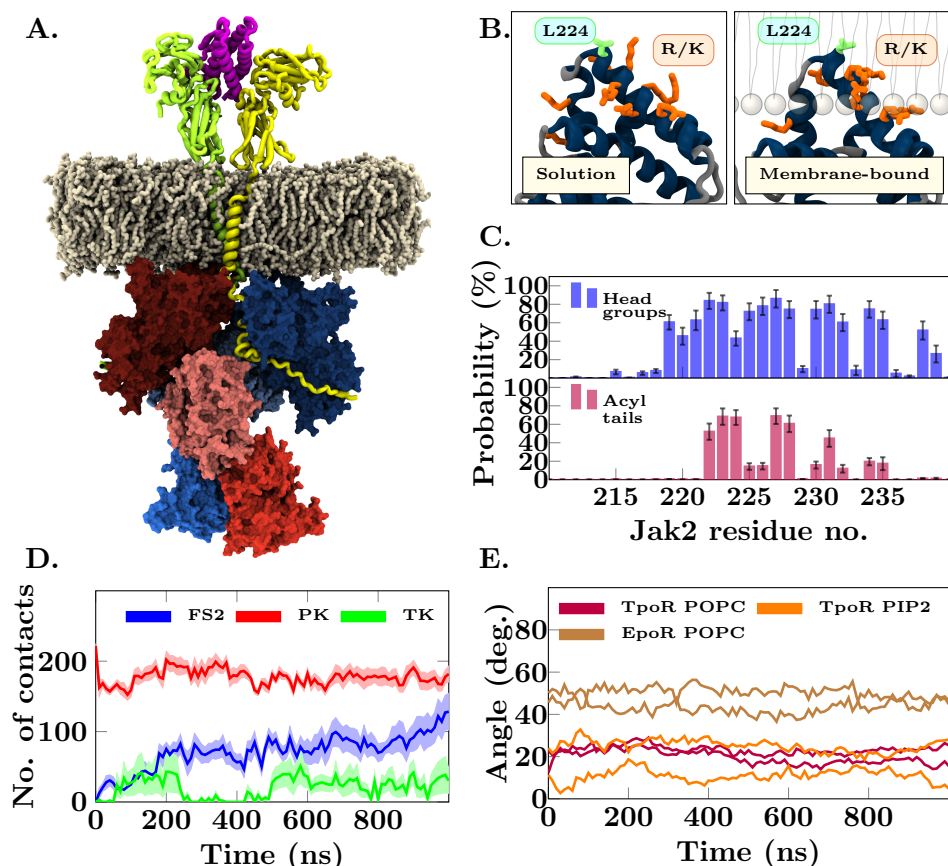 A.
B.
L224
R/K
Solution
L224
R/K
Membrane-bound
C.
Probability (%)
80
60
40
20
0
Head
groups
80
60
40
20
0
Acyl
tails
215 220 225 230 235
Jak2 residue no.
D.
No. of contacts
FS2 PK TK
200
100
0
0 200 400 600 800
Time (ns)
E.
Angle (deg.)
TpoR POPC TpoR PIP2
EpoR POPC
80
60
40
20
0
0 200 400 600 800
Time (ns)